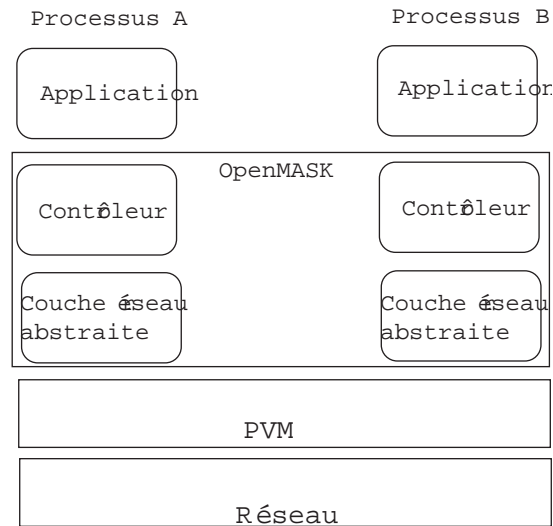 Processus A
Processus B
Application
Application
OpenMASK
Contrôleur
Contrôleur
Couche réseau
abstraite
Couche réseau
abstraite
PVM
Réseau